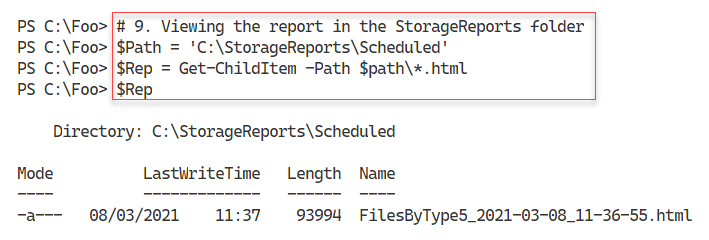 PS C:\Foo> # 9. Viewing the report in the StorageReports folder
PS C:\Foo> $Path = 'C:\StorageReports\Scheduled'
PS C:\Foo> $Rep = Get-ChildItem -Path $path\*.html
PS C:\Foo> $Rep
Directory: C:\StorageReports\Scheduled
Mode LastWriteTime Length Name
---- ------------- ------ ----
-a--- 08/03/2021 11:37 93994 FilesByType5_2021-03-08_11-36-55.html